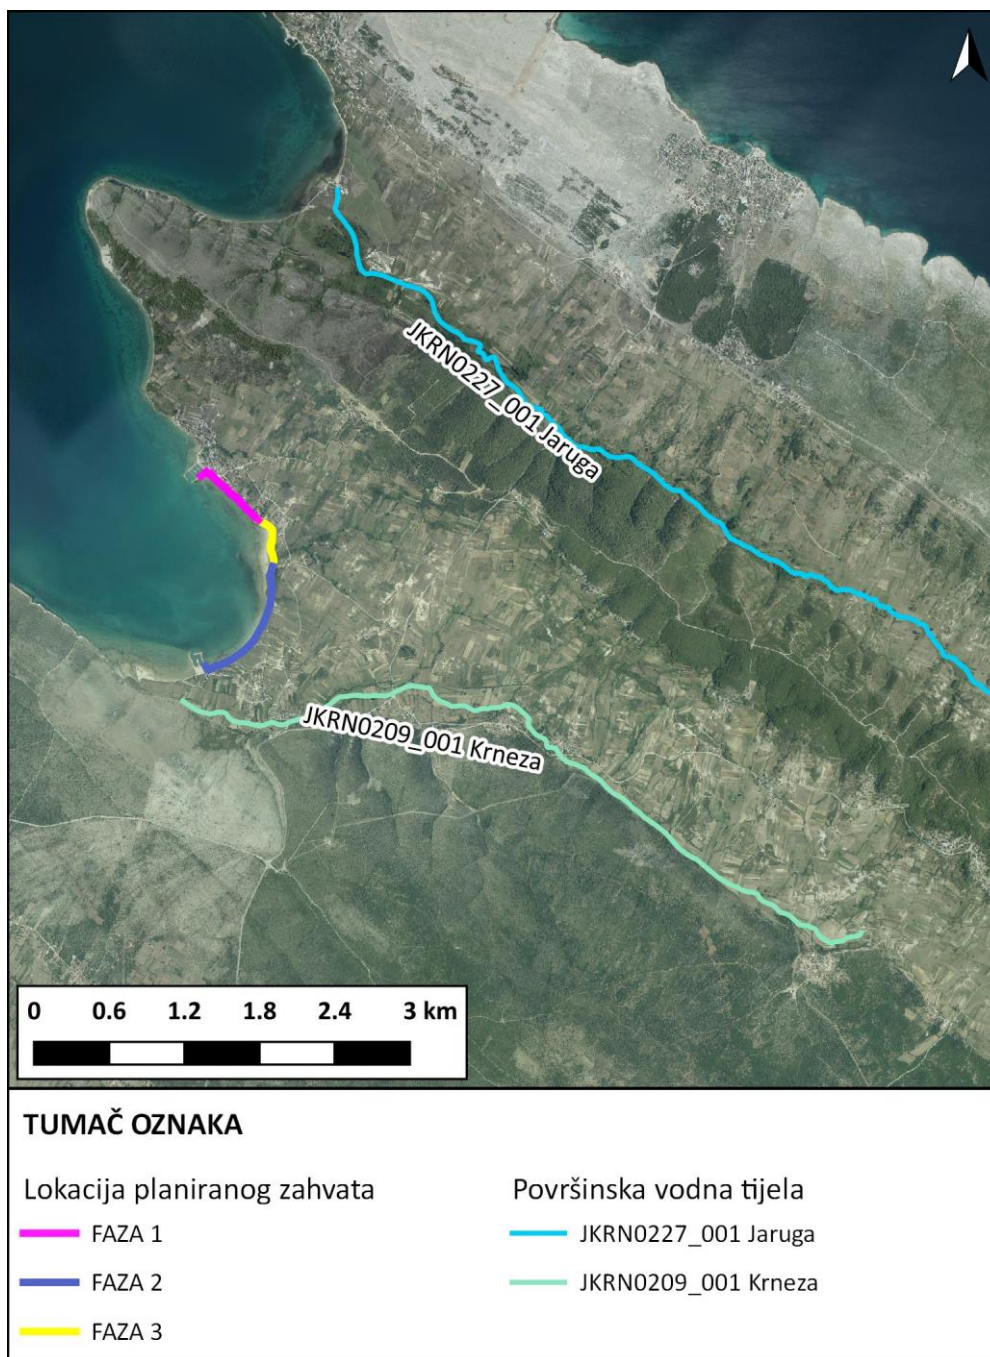 JKRN0227_001 Jaruga
JKRN0209_001 Krneza
0 0.6 1.2 1.8 2.4 3 km
TUMAČ OZNAKA
Lokacija planiranog zahvata
FAZA 1
FAZA 2
FAZA 3
Površinska vodna tijela
JKRN0227_001 Jaruga
JKRN0209_001 Krneza